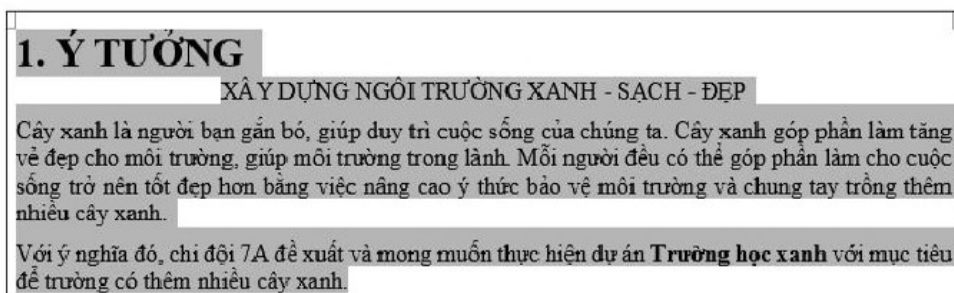 1. Ý TƯỞNG
XÂY DỰNG NGÔI TRƯỜNG XANH - SẠCH - ĐẸP
Cây xanh là người bạn gắn bó, giúp duy trì cuộc sống của chúng ta. Cây xanh góp phần làm tăng
vẻ đẹp cho môi trường, giúp môi trường trong lành. Mỗi người đều có thể góp phần làm cho cuộc
sống trở nên tốt đẹp hơn bằng việc nâng cao ý thức bảo vệ môi trường và chung tay trồng thêm
nhiều cây xanh.
Với ý nghĩa đó, chi đội 7A đề xuất và mong muốn thực hiện dự án Trường học xanh với mục tiêu
để trường có thêm nhiều cây xanh.